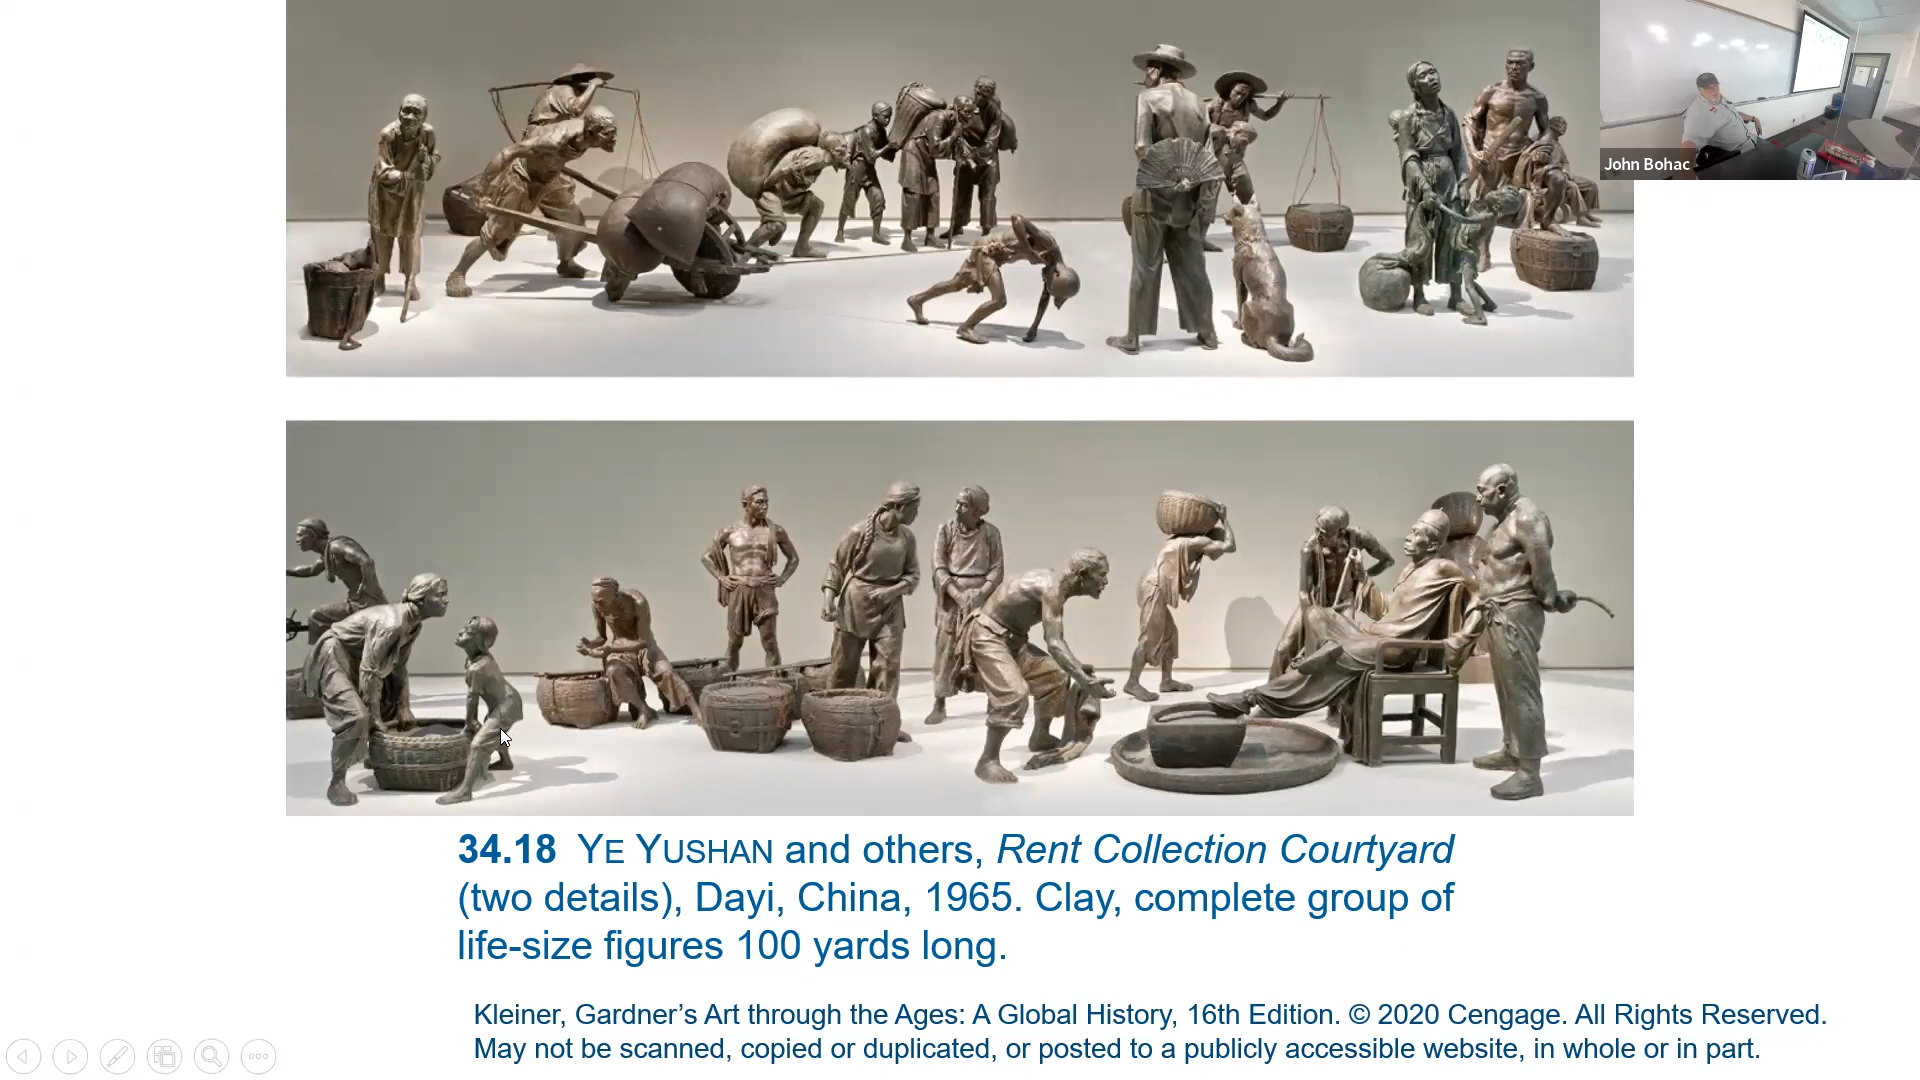 John Bohac
34.18 YE YUSHAN and others, Rent Collection Courtyard
(two details), Dayi, China, 1965. Clay, complete group of
life-size figures 100 yards long.
Kleiner, Gardner’s Art through the Ages: A Global History, 16th Edition. © 2020 Cengage. All Rights Reserved.
May not be scanned, copied or duplicated, or posted to a publicly accessible website, in whole or in part.